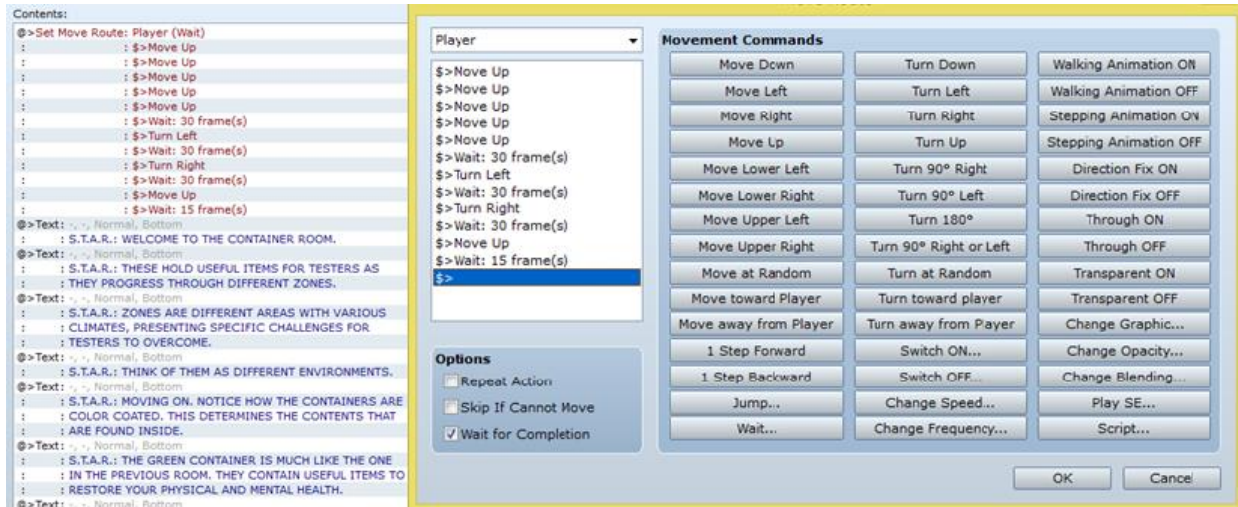 Contents:
@>Set Move Route: Player (Wait)
: : $>Move Up
: : $>Move Up
: : $>Move Up
: : $>Move Up
: : $>Move Up
: : $>Wait: 30 frame(s)
: : $>Turn Left
: : $>Wait: 30 frame(s)
: : $>Turn Right
: : $>Wait: 30 frame(s)
: : $>Move Up
: : $>Wait: 15 frame(s)
@>Text: -, -, Normal, Bottom
: : S.T.A.R.: WELCOME TO THE CONTAINER ROOM.
@>Text: -, -, Normal, Bottom
: : S.T.A.R.: THESE HOLD USEFUL ITEMS FOR TESTERS AS
: : THEY PROGRESS THROUGH DIFFERENT ZONES.
@>Text: -, -, Normal, Bottom
: : S.T.A.R.: ZONES ARE DIFFERENT AREAS WITH VARIOUS
: : CLIMATES, PRESENTING SPECIFIC CHALLENGES FOR
: : TESTERS TO OVERCOME.
@>Text: -, -, Normal, Bottom
: : S.T.A.R.: THINK OF THEM AS DIFFERENT ENVIRONMENTS.
@>Text: -, -, Normal, Bottom
: : S.T.A.R.: MOVING ON. NOTICE HOW THE CONTAINERS ARE
: : COLOR COATED. THIS DETERMINES THE CONTENTS THAT
: : ARE FOUND INSIDE.
@>Text: -, -, Normal, Bottom
: : S.T.A.R.: THE GREEN CONTAINER IS MUCH LIKE THE ONE
: : IN THE PREVIOUS ROOM. THEY CONTAIN USEFUL ITEMS TO
: : RESTORE YOUR PHYSICAL AND MENTAL HEALTH.
@>Text: -, -, Normal, Bottom
Player
$>Move Up
$>Move Up
$>Move Up
$>Move Up
$>Move Up
$>Wait: 30 frame(s)
$>Turn Left
$>Wait: 30 frame(s)
$>Turn Right
$>Wait: 30 frame(s)
$>Move Up
$>Wait: 15 frame(s)
$>
Options
Repeat Action
Skip If Cannot Move
Wait for Completion
Movement Commands
Move Down Turn Down Walking Animation ON
Move Left Turn Left Walking Animation OFF
Move Right Turn Right Stepping Animation ON
Move Up Turn Up Stepping Animation OFF
Move Lower Left Turn 90° Right Direction Fix ON
Move Lower Right Turn 90° Left Direction Fix OFF
Move Upper Left Turn 180° Through ON
Move Upper Right Turn 90° Right or Left Through OFF
Move at Random Turn at Random Transparent ON
Move toward Player Turn toward player Transparent OFF
Move away from Player Turn away from Player Change Graphic...
1 Step Forward Switch ON... Change Opacity...
1 Step Backward Switch OFF... Change Blending...
Jump... Change Speed... Play SE...
Wait... Change Frequency... Script...
OK Cancel